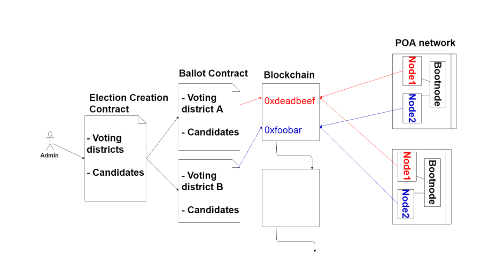 POA network
Ballot Contract
Blockchain
Node1
Bootnode
Node2
0xdeadbeef
0xfoobar
Election Creation
Contract
- Voting
districts
- Candidates
Admin
- Voting
district A
- Candidates
- Voting
district B
- Candidates
Node1
Bootnode
Node2